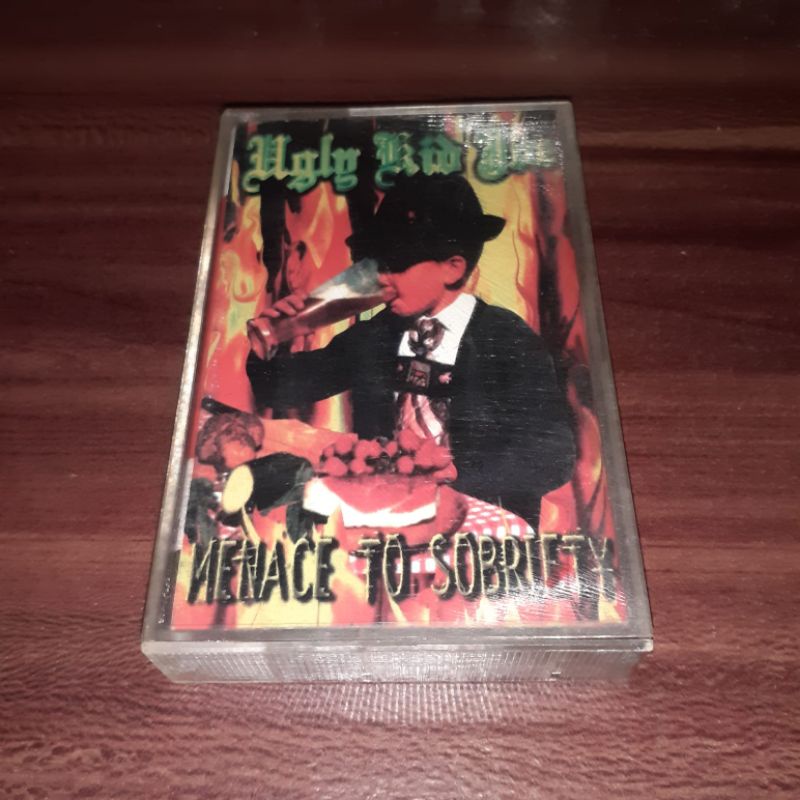 Ugly Kid Joe
MENACE TO SOBRIETY